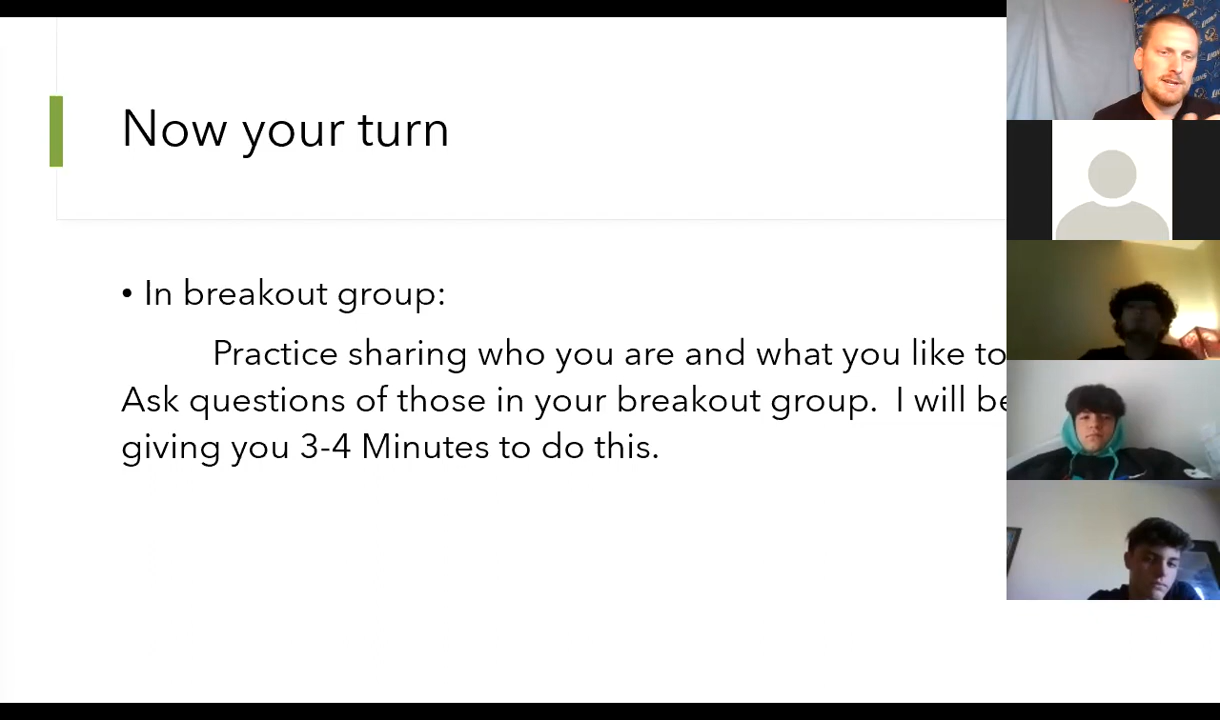 Now your turn
• In breakout group:
Practice sharing who you are and what you like to
Ask questions of those in your breakout group. I will be
giving you 3-4 Minutes to do this.